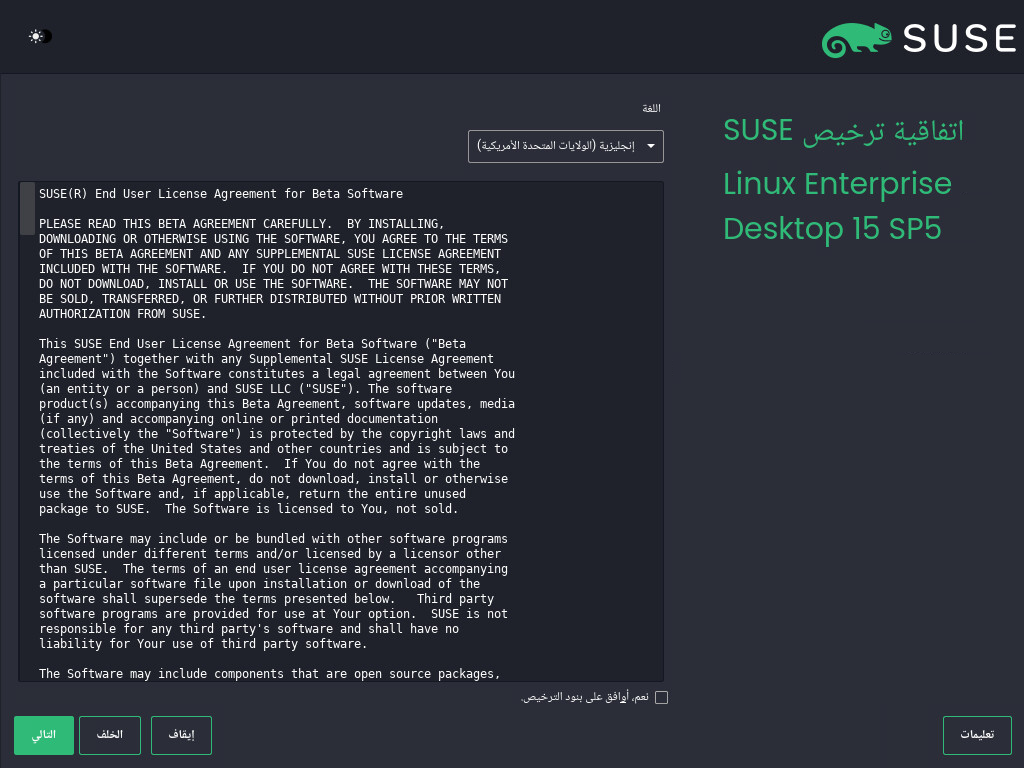 SUSE
اللغة
إنجليزية (الولايات المتحدة الأمريكية)
اتفاقية ترخيص SUSE
Linux Enterprise
Desktop 15 SP5
SUSE(R) End User License Agreement for Beta Software
PLEASE READ THIS BETA AGREEMENT CAREFULLY.  BY INSTALLING,
DOWNLOADING OR OTHERWISE USING THE SOFTWARE, YOU AGREE TO THE TERMS
OF THIS BETA AGREEMENT AND ANY SUPPLEMENTAL SUSE LICENSE AGREEMENT
INCLUDED WITH THE SOFTWARE.  IF YOU DO NOT AGREE WITH THESE TERMS,
DO NOT DOWNLOAD, INSTALL OR USE THE SOFTWARE.  THE SOFTWARE MAY NOT
BE SOLD, TRANSFERRED, OR FURTHER DISTRIBUTED WITHOUT PRIOR WRITTEN
AUTHORIZATION FROM SUSE.
This SUSE End User License Agreement for Beta Software ("Beta
Agreement") together with any Supplemental SUSE License Agreement
included with the Software constitutes a legal agreement between You
(an entity or a person) and SUSE LLC ("SUSE"). The software
product(s) accompanying this Beta Agreement, software updates, media
(if any) and accompanying online or printed documentation
(collectively the "Software") is protected by the copyright laws and
treaties of the United States and other countries and is subject to
the terms of this Beta Agreement.  If You do not agree with the
terms of this Beta Agreement, do not download, install or otherwise
use the Software and, if applicable, return the entire unused
package to SUSE.  The Software is licensed to You, not sold.
The Software may include or be bundled with other software programs
licensed under different terms and/or licensed by a licensor other
than SUSE.  The terms of an end user license agreement accompanying
a particular software file upon installation or download of the
software shall supersede the terms presented below.   Third party
software programs are provided for use at Your option.  SUSE is not
responsible for any third party's software and shall have no
liability for Your use of third party software.
The Software may include components that are open source packages,
نعم، أوافق على بنود الترخيص.
تعليمات
إيقاف
الخلف
التالي